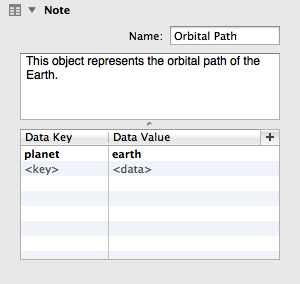 Note
Name: Orbital Path
This object represents the orbital path of the
Earth.
Data Key Data Value +
planet earth
<key> <data>